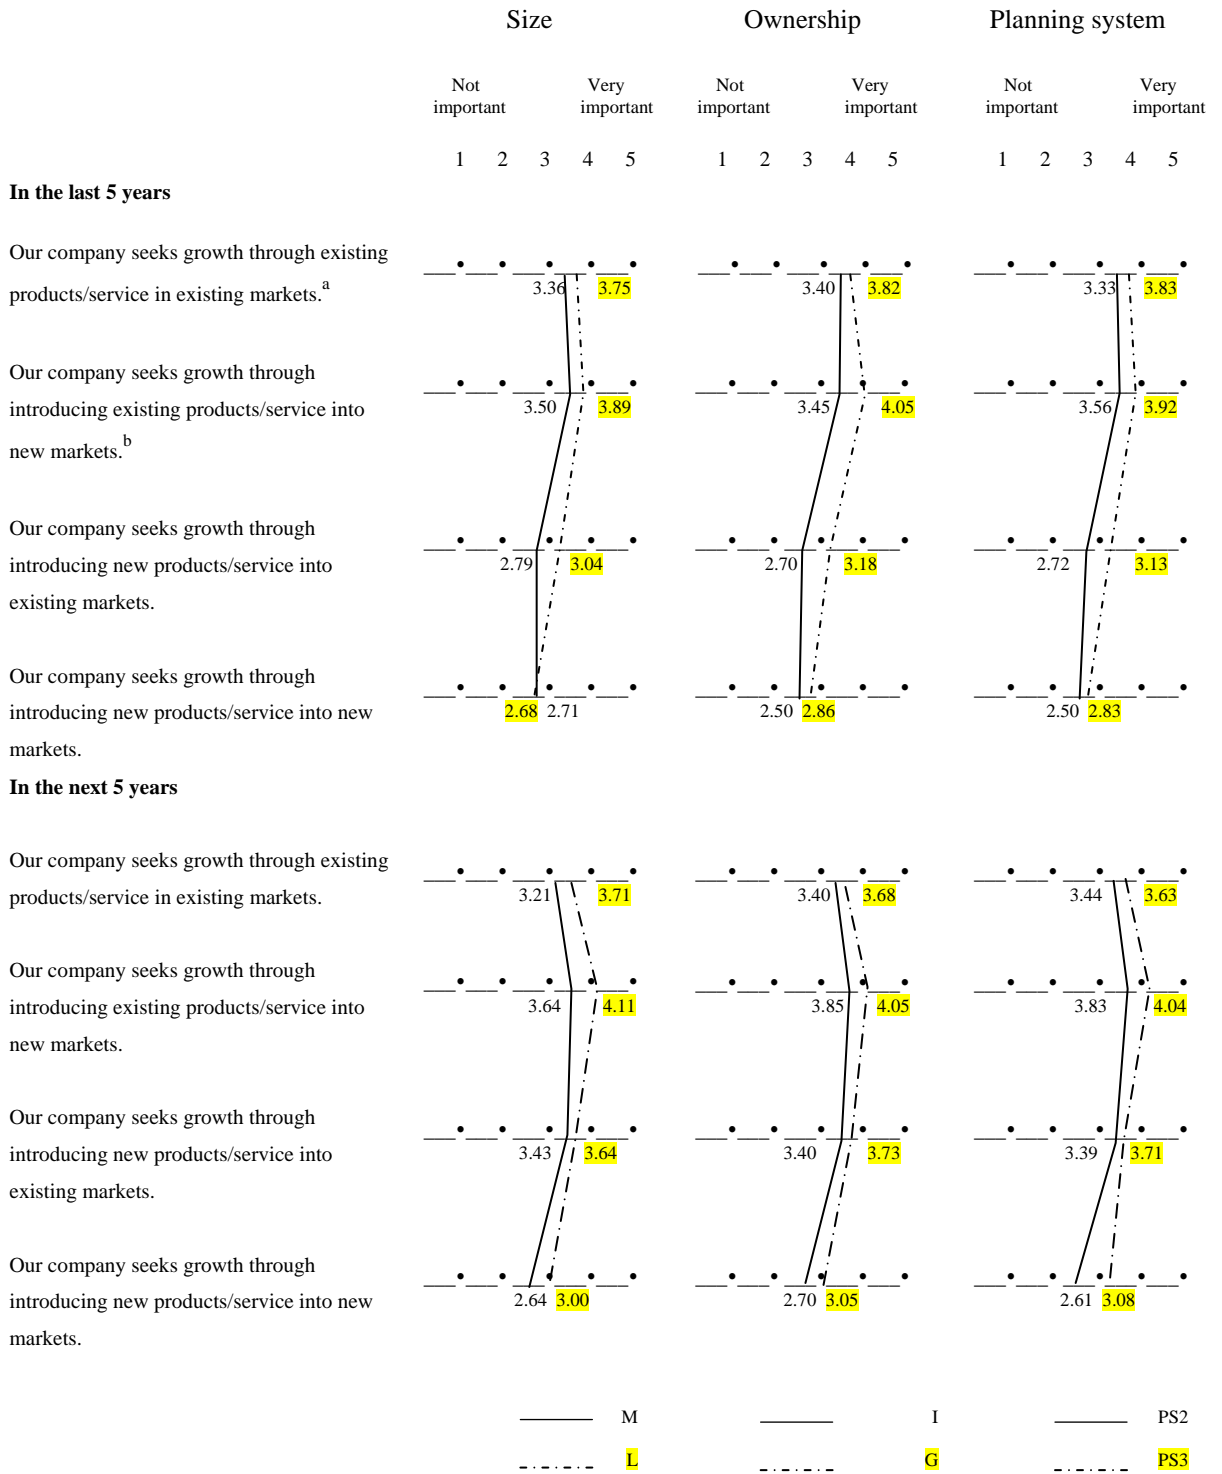 Size Ownership Planning system
Not Very Not Very Not Very
important important important important important important
1 2 3 4 5 1 2 3 4 5 1 2 3 4 5
In the last 5 years
Our company seeks growth through existing
products/service in existing markets.a
3.36 3.75 3.40 3.82 3.33 3.83
Our company seeks growth through
introducing existing products/service into
new markets.b
3.50 3.89 3.45 4.05 3.56 3.92
Our company seeks growth through
introducing new products/service into
existing markets.
2.79 3.04 2.70 3.18 2.72 3.13
Our company seeks growth through
introducing new products/service into new
markets.
2.68 2.71 2.50 2.86 2.50 2.83
In the next 5 years
Our company seeks growth through existing
products/service in existing markets.
3.21 3.71 3.40 3.68 3.44 3.63
Our company seeks growth through
introducing existing products/service into
new markets.
3.64 4.11 3.85 4.05 3.83 4.04
Our company seeks growth through
introducing new products/service into
existing markets.
3.43 3.64 3.40 3.73 3.39 3.71
Our company seeks growth through
introducing new products/service into new
markets.
2.64 3.00 2.70 3.05 2.61 3.08
M I PS2
L G PS3